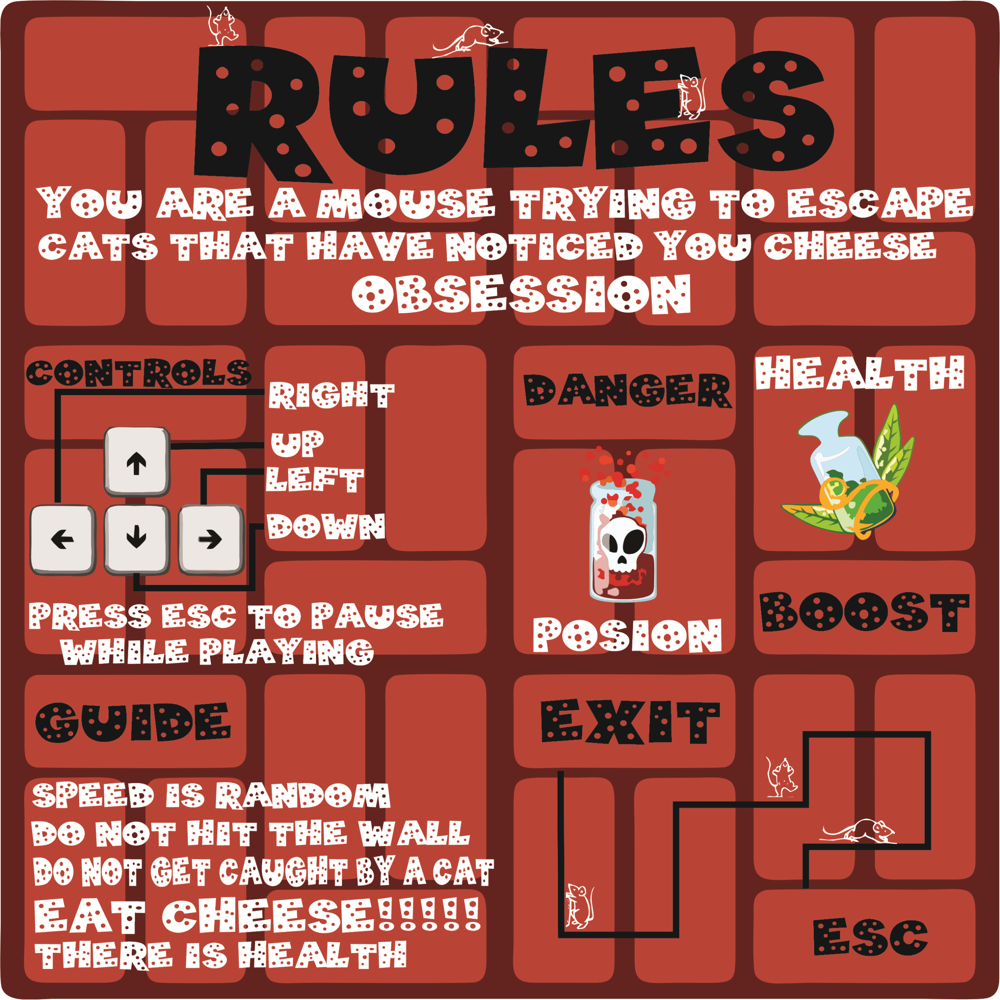 RULES
YOU ARE A MOUSE TRYING TO ESCAPE
CATS THAT HAVE NOTICED YOU CHEESE
OBSESSION
CONTROLS
RIGHT
UP
LEFT
DOWN
PRESS ESC TO PAUSE
WHILE PLAYING
DANGER
POSION
HEALTH
BOOST
GUIDE
SPEED IS RANDOM
DO NOT HIT THE WALL
DO NOT GET CAUGHT BY A CAT
EAT CHEESE!!!!!
THERE IS HEALTH
EXIT
ESC